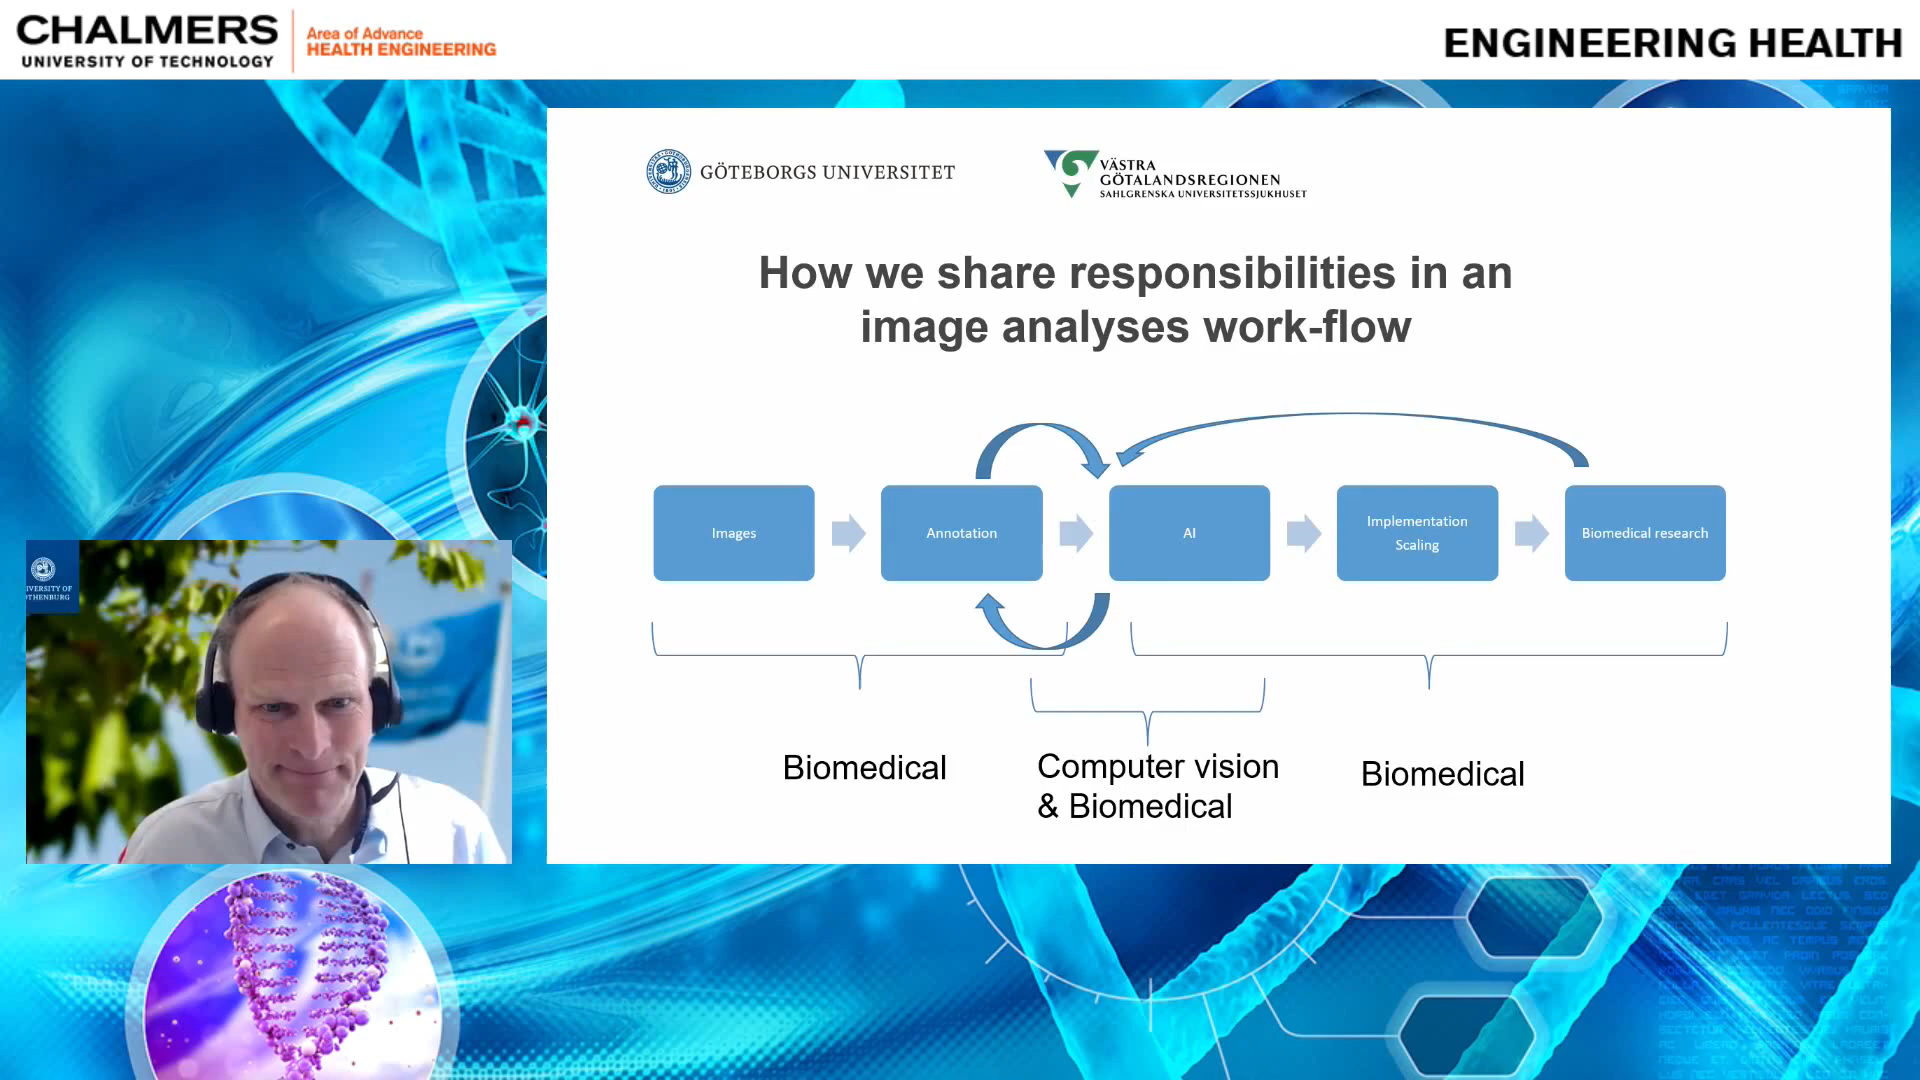 CHALMERS
UNIVERSITY OF TECHNOLOGY
Area of Advance
HEALTH ENGINEERING
ENGINEERING HEALTH
GÖTEBORGS UNIVERSITET
VÄSTRA
GÖTALANDSREGIONEN
SAHLGRENSKA UNIVERSITETSSJUKHUSET
How we share responsibilities in an
image analyses work-flow
Images
Annotation
AI
Implementation
Scaling
Biomedical research
Biomedical
Computer vision
& Biomedical
Biomedical
IVERSITY OF
THENBURG